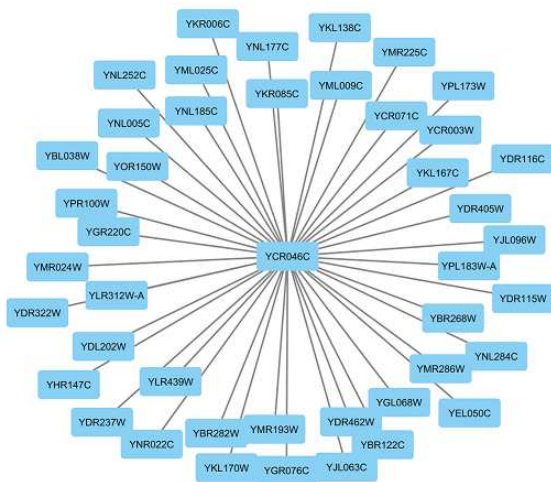 YKR006C
YKL138C
YNL177C
YMR225C
YNL252C
YML025C
YKR085C
YML009C
YPL173W
YNL185C
YCR071C
YNL005C
YCR003W
YBL038W
YOR150W
YKL167C
YDR116C
YPR100W
YDR405W
YGR220C
YJL096W
YCR046C
YMR024W
YPL183W-A
YLR312W-A
YDR115W
YDR322W
YBR268W
YDL202W
YNL284C
YHR147C
YLR439W
YMR286W
YDR237W
YGL068W
YEL050C
YNR022C
YBR282W
YMR193W
YDR462W
YBR122C
YKL170W
YGR076C
YJL063C